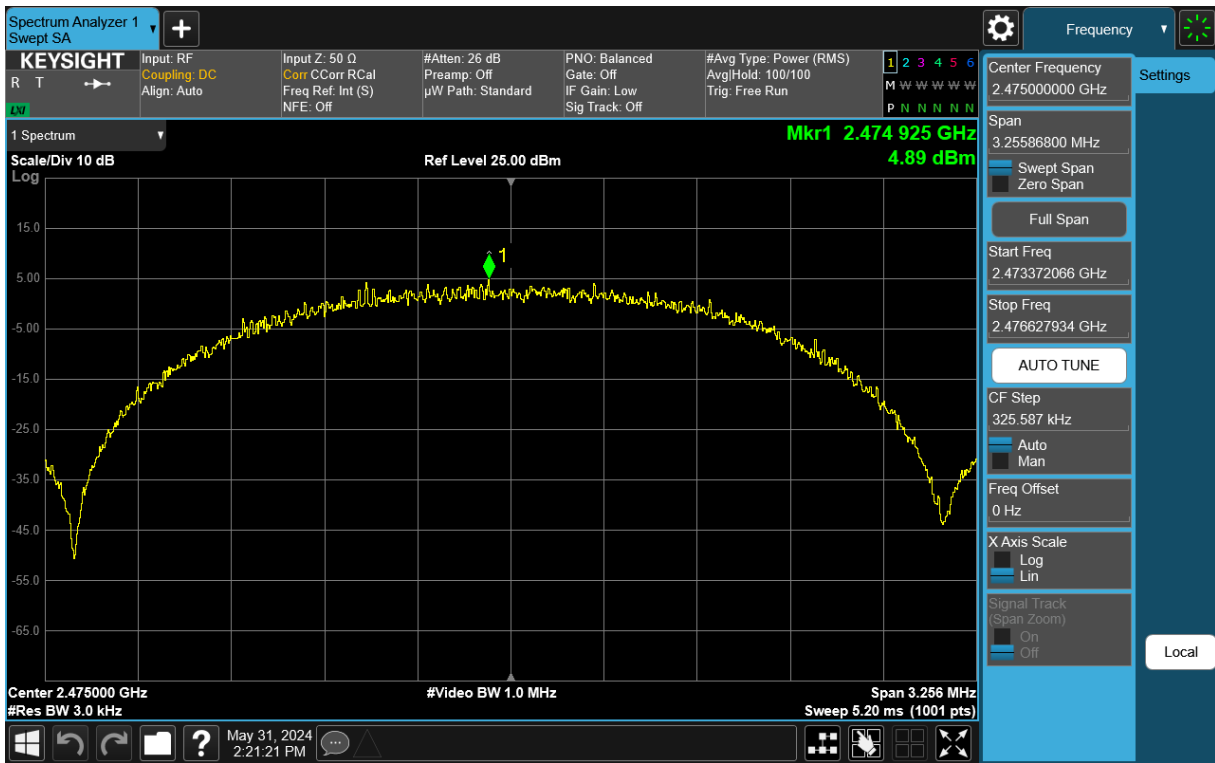 Spectrum Analyzer 1
Swept SA
Frequency
KEYSIGHT
R T
LXI
Input: RF
Coupling: DC
Align: Auto
Input Z: 50 Ω
Corr CCorr RCal
Freq Ref: Int (S)
NFE: Off
#Atten: 26 dB
Preamp: Off
µW Path: Standard
PNO: Balanced
Gate: Off
IF Gain: Low
Sig Track: Off
#Avg Type: Power (RMS)
Avg|Hold: 100/100
Trig: Free Run
1 2 3 4 5 6
M W W W W W
P N N N N N
1 Spectrum
Mkr1 2.474 925 GHz
4.89 dBm
Scale/Div 10 dB
Ref Level 25.00 dBm
Log
15.0
5.00
-5.00
-15.0
-25.0
-35.0
-45.0
-55.0
-65.0
1
Center 2.475000 GHz
#Video BW 1.0 MHz
Span 3.256 MHz
#Res BW 3.0 kHz
Sweep 5.20 ms (1001 pts)
Center Frequency
2.475000000 GHz
Settings
Span
3.25586800 MHz
Swept Span
Zero Span
Full Span
Start Freq
2.473372066 GHz
Stop Freq
2.476627934 GHz
AUTO TUNE
CF Step
325.587 kHz
Auto
Man
Freq Offset
0 Hz
X Axis Scale
Log
Lin
Signal Track
(Span Zoom)
On
Off
Local
?
May 31, 2024
2:21:21 PM